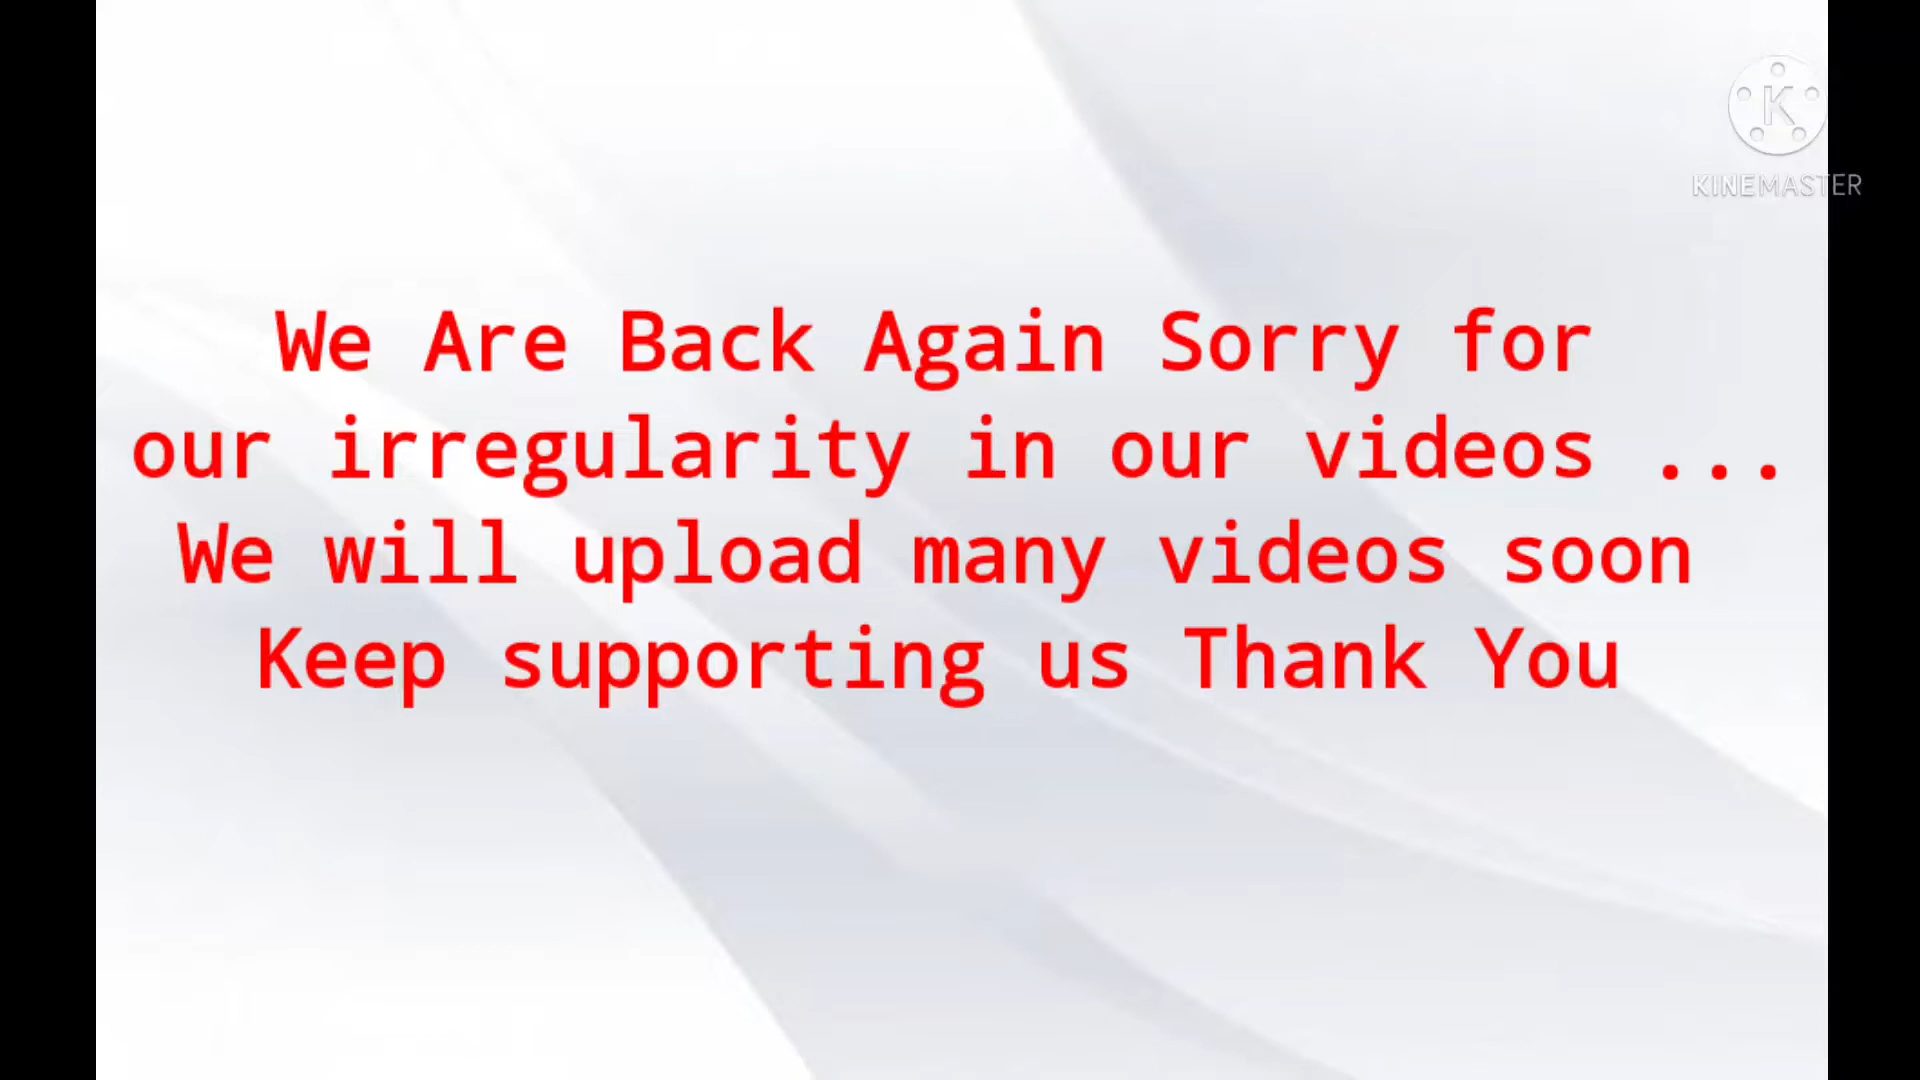 K
KINEMASTER
We Are Back Again Sorry for
our irregularity in our videos ...
We will upload many videos soon
Keep supporting us Thank You